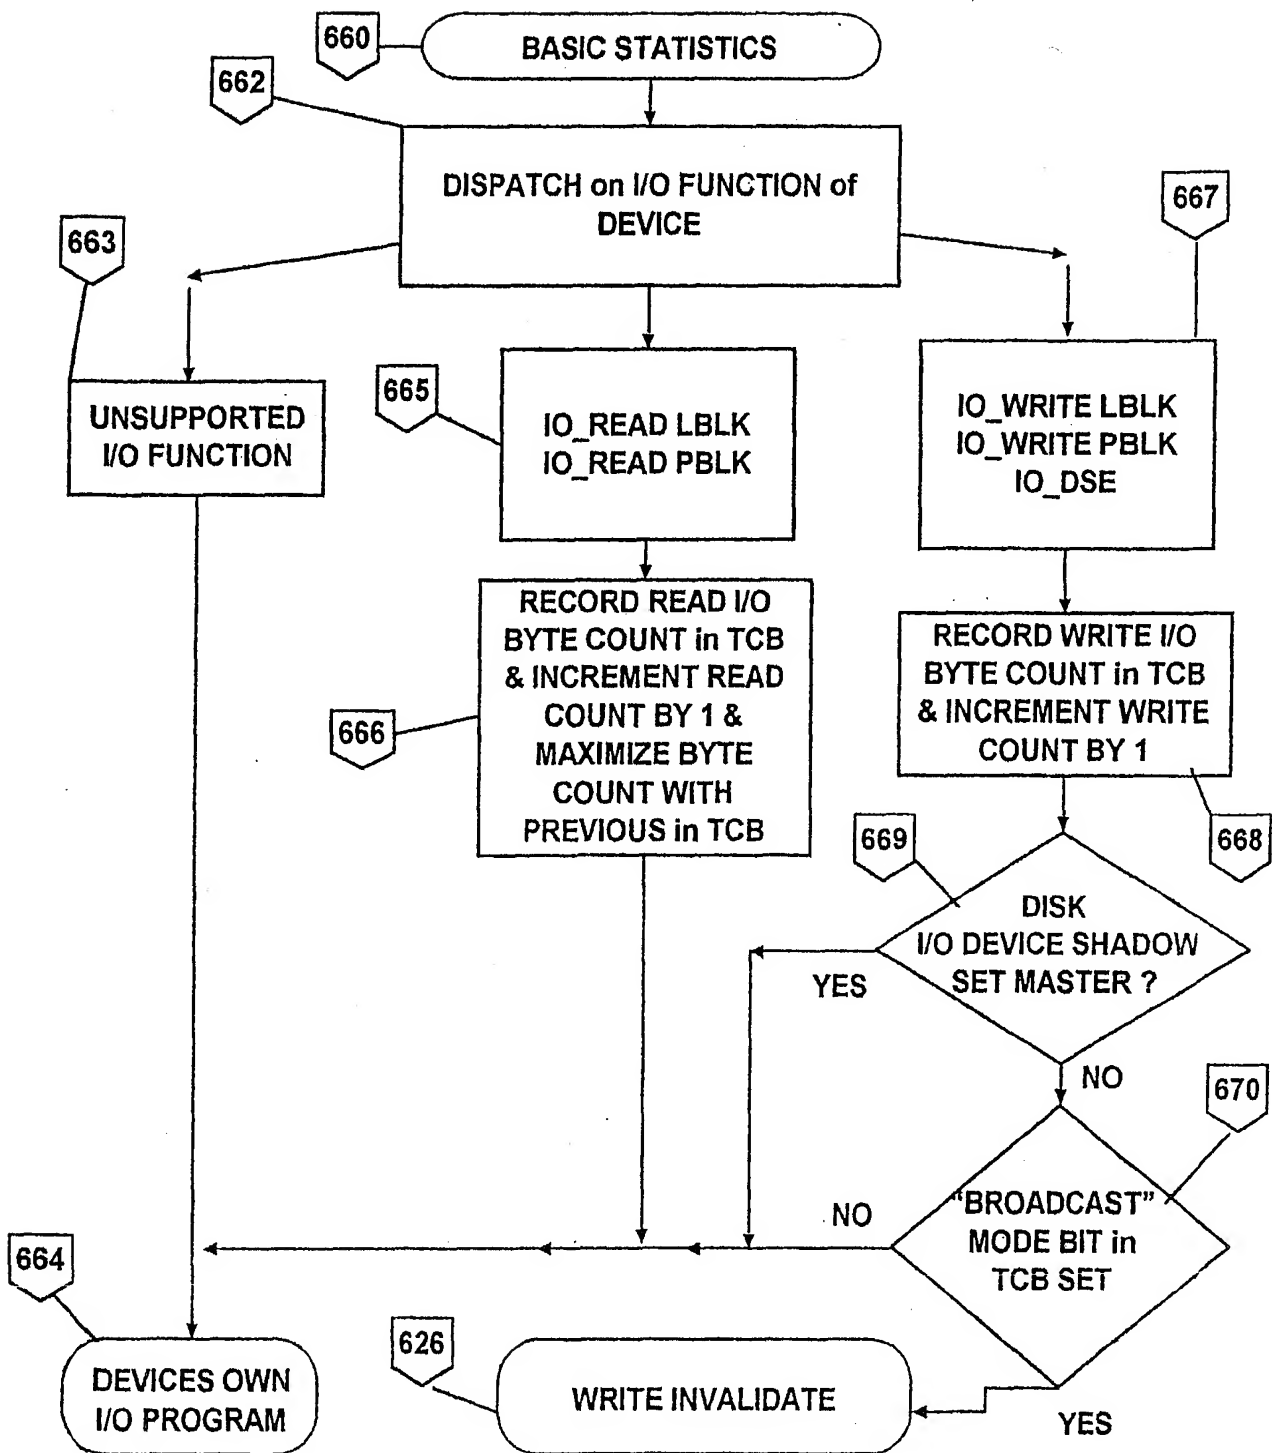 660
BASIC STATISTICS
662
DISPATCH on I/O FUNCTION of
DEVICE
667
663
UNSUPPORTED
I/O FUNCTION
665
IO_READ LBLK
IO_READ PBLK
IO_WRITE LBLK
IO_WRITE PBLK
IO_DSE
RECORD READ I/O
BYTE COUNT in TCB
& INCREMENT READ
COUNT BY 1 &
MAXIMIZE BYTE
COUNT WITH
PREVIOUS in TCB
666
RECORD WRITE I/O
BYTE COUNT in TCB
& INCREMENT WRITE
COUNT BY 1
668
669
DISK
I/O DEVICE SHADOW
SET MASTER ?
YES
NO
670
"BROADCAST"
MODE BIT in
TCB SET
NO
YES
664
DEVICES OWN
I/O PROGRAM
626
WRITE INVALIDATE